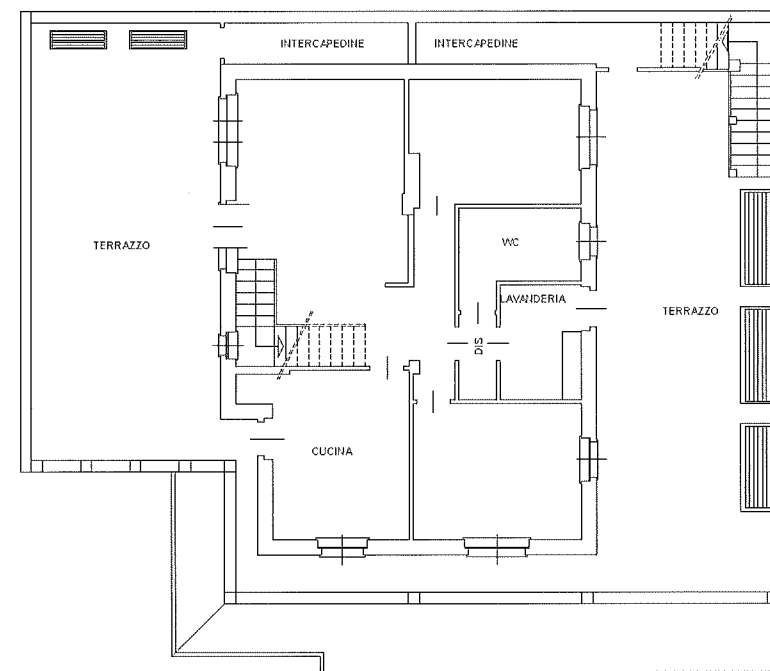 INTERCAPEDINE
INTERCAPEDINE
TERRAZZO
WC
LAVANDERIA
TERRAZZO
DIS
CUCINA